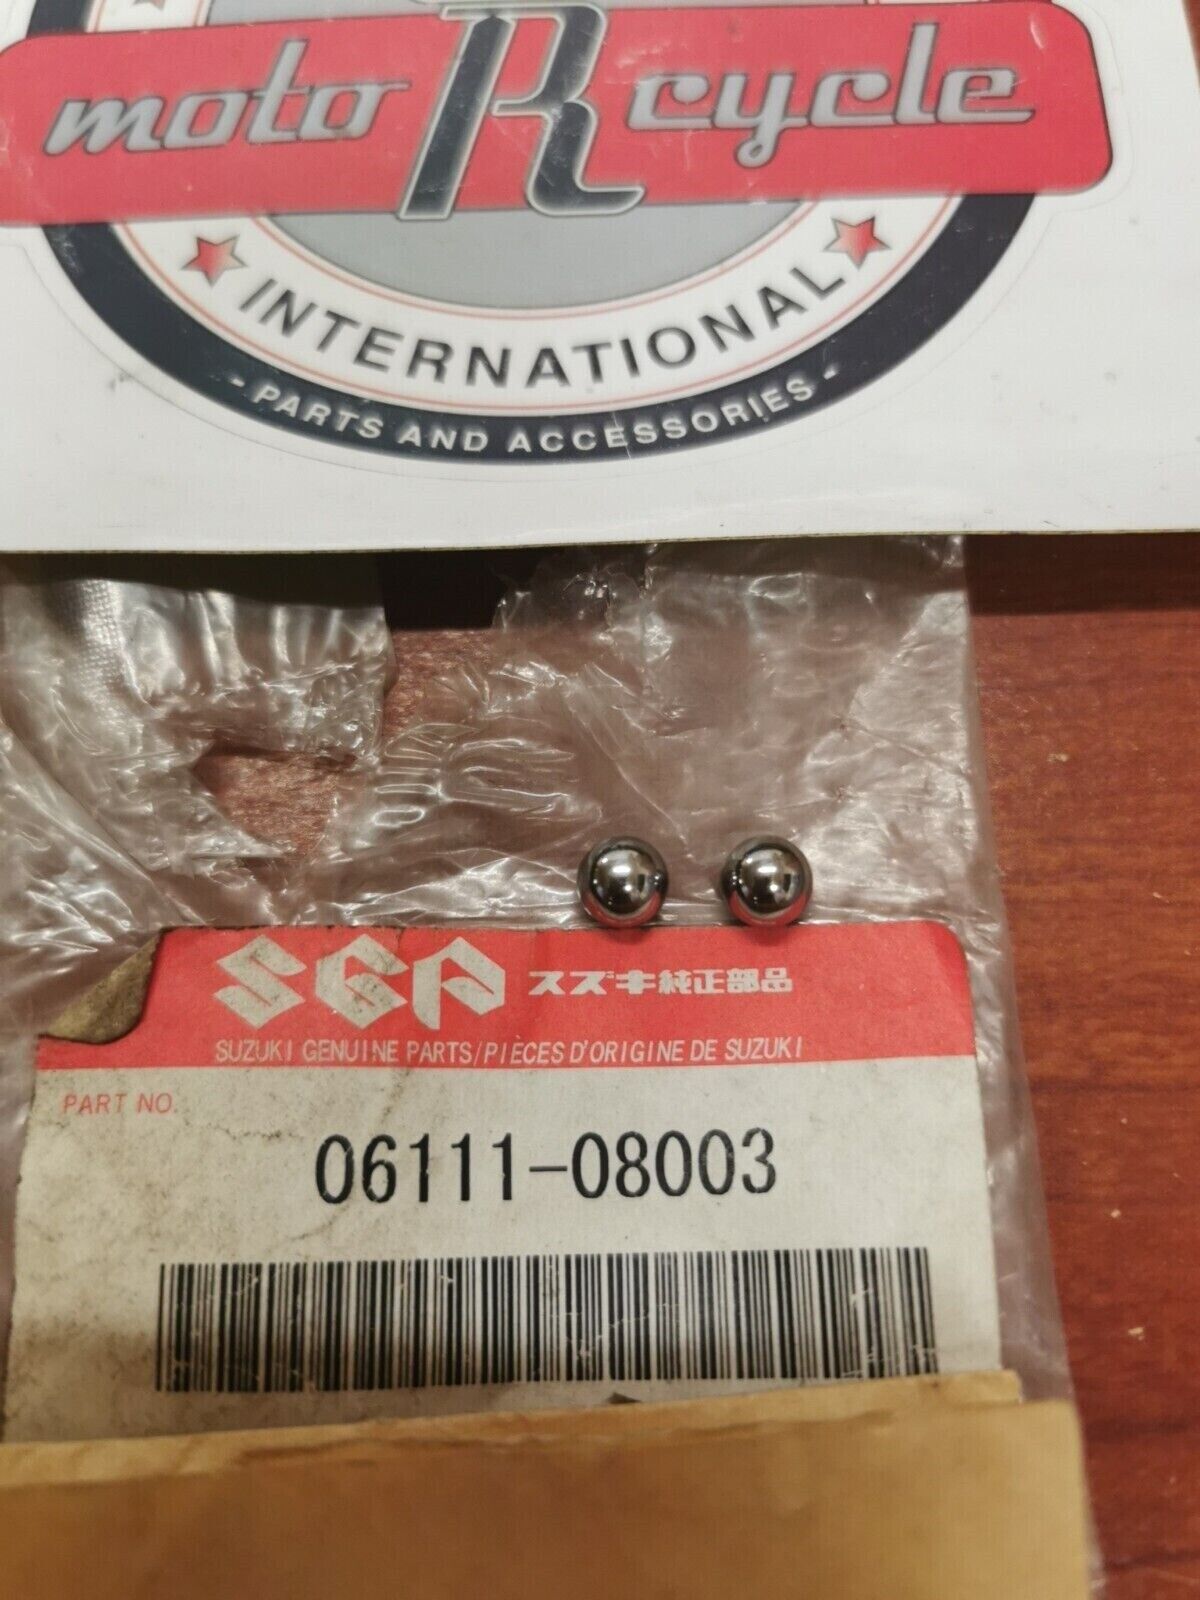 moto R cycle
INTERNATIONAL
- PARTS AND ACCESSORIES -
SGP スズキ純正部品
SUZUKI GENUINE PARTS/PIÈCES D'ORIGINE DE SUZUKI
PART NO.
06111-08003